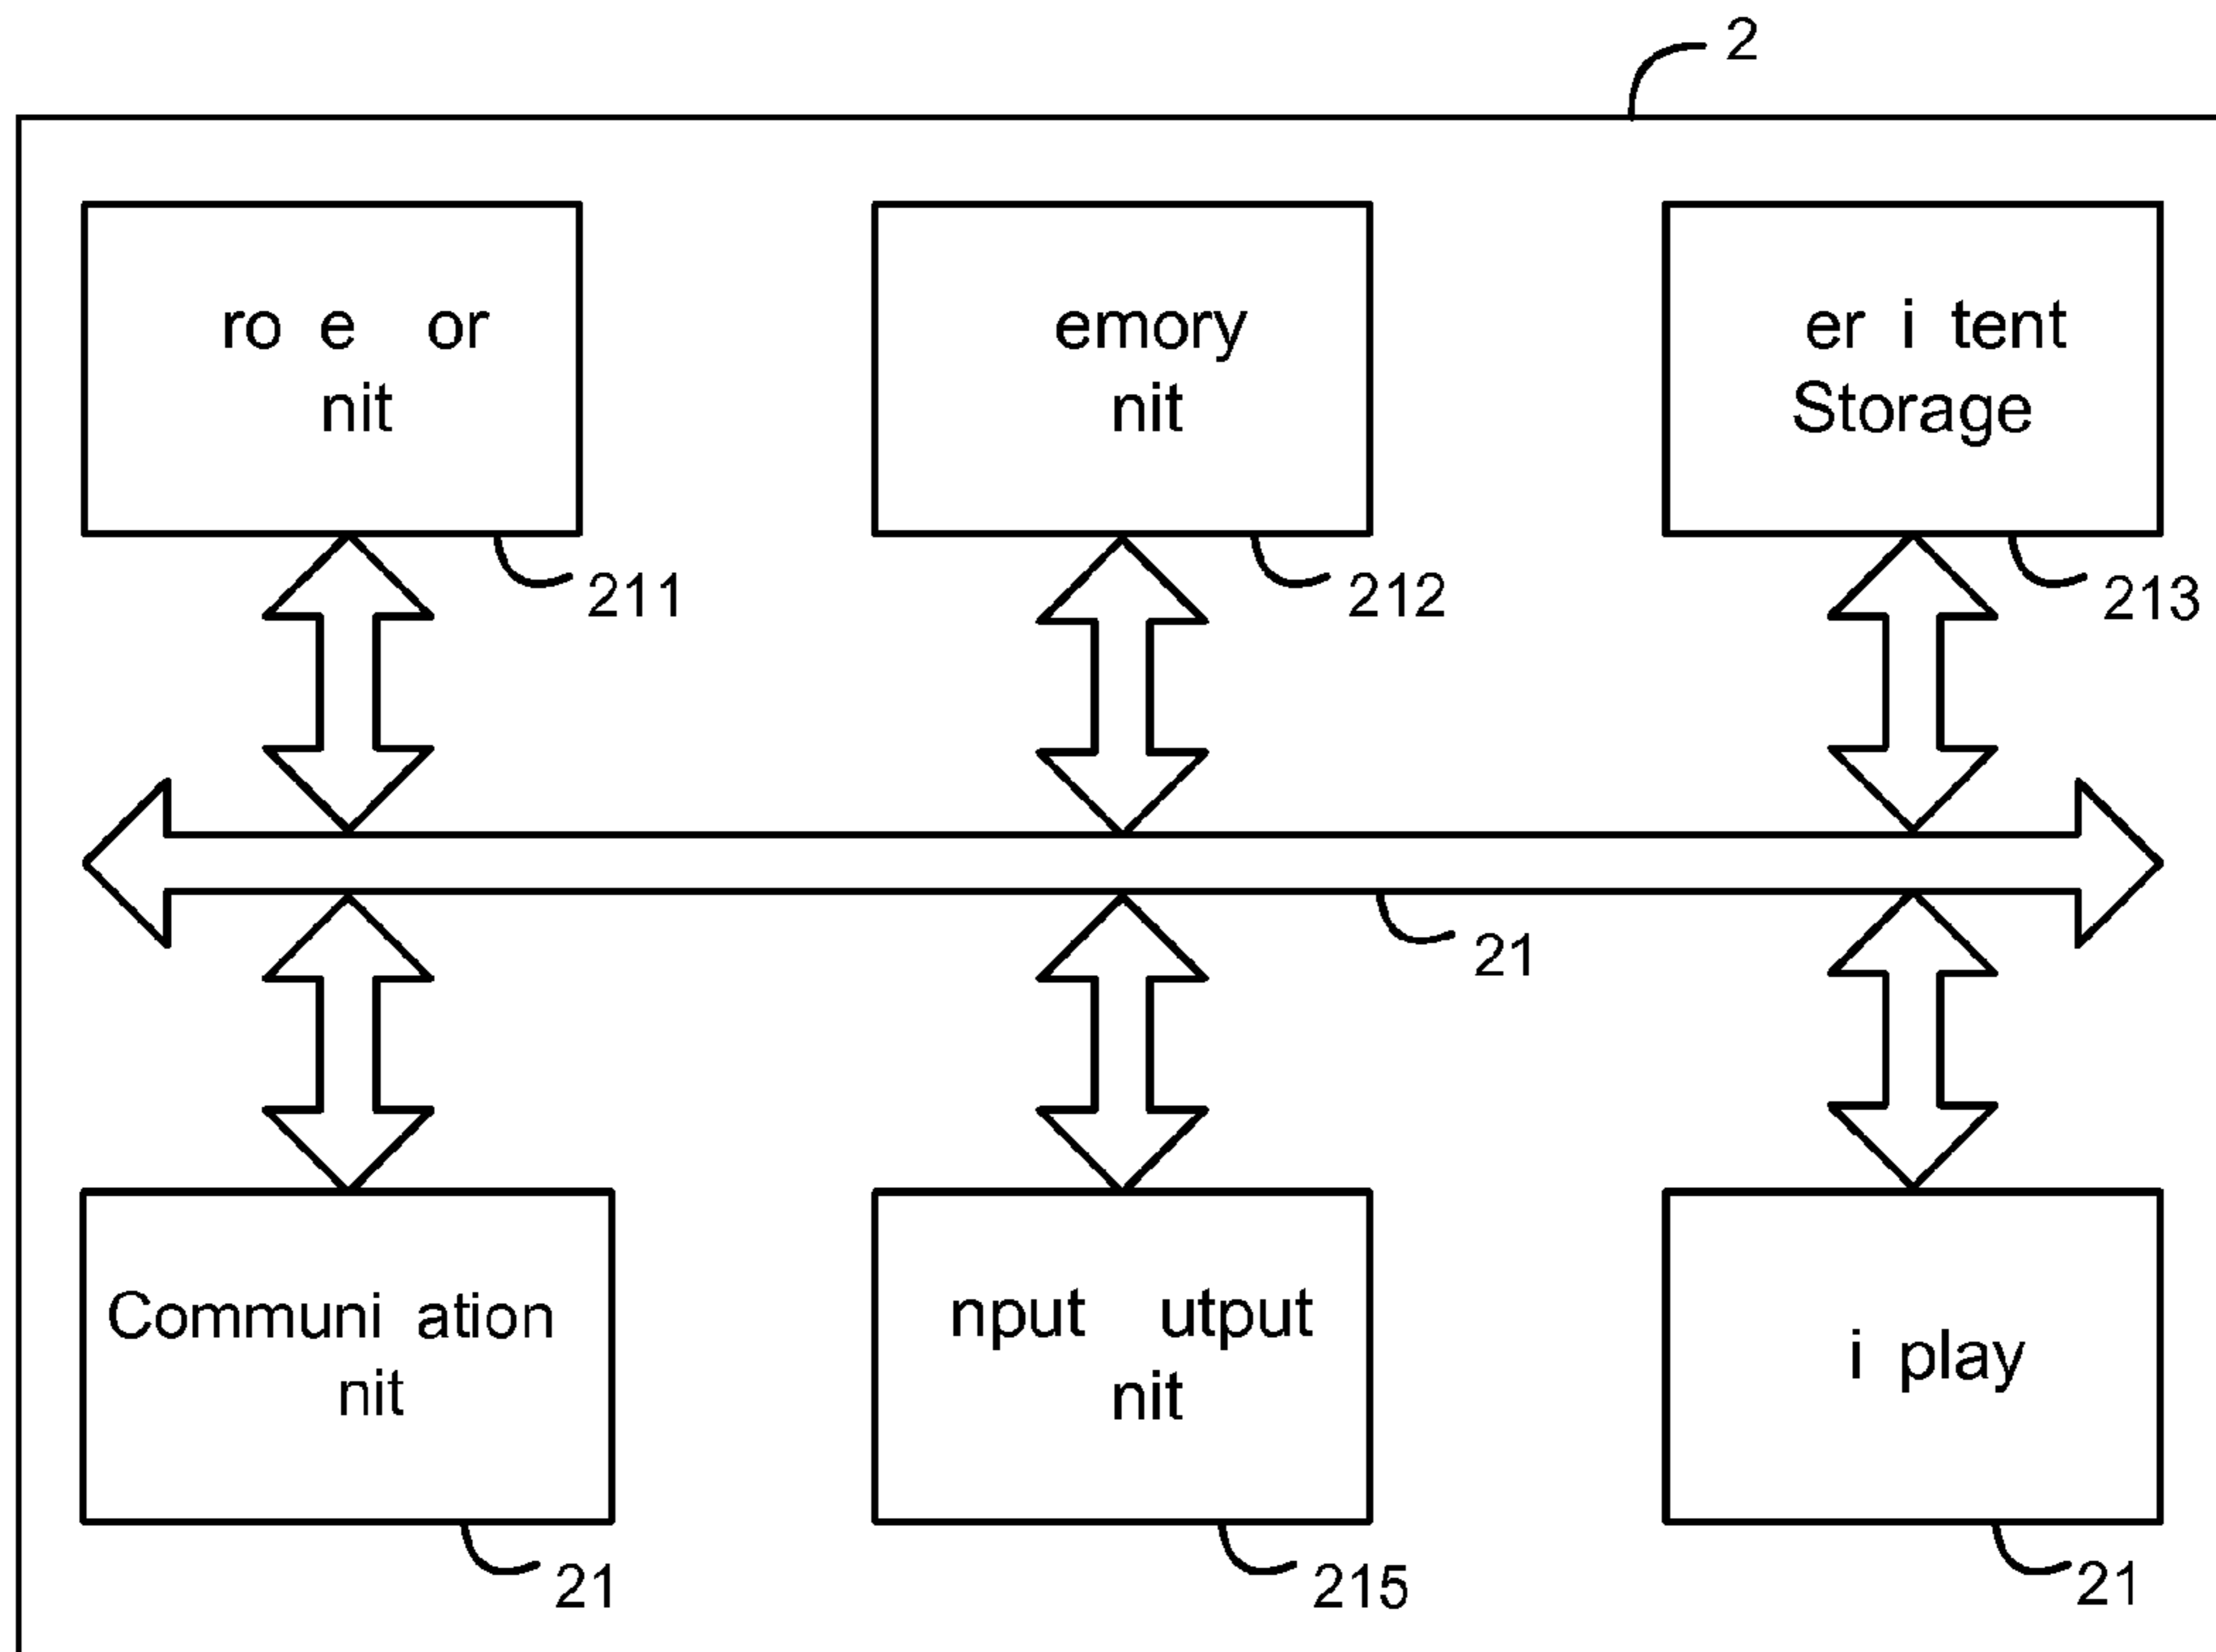 2
ro e or
nit
emory
nit
er i tent
Storage
211
212
213
21
Communi ation
nit
nput utput
nit
i play
21
215
21